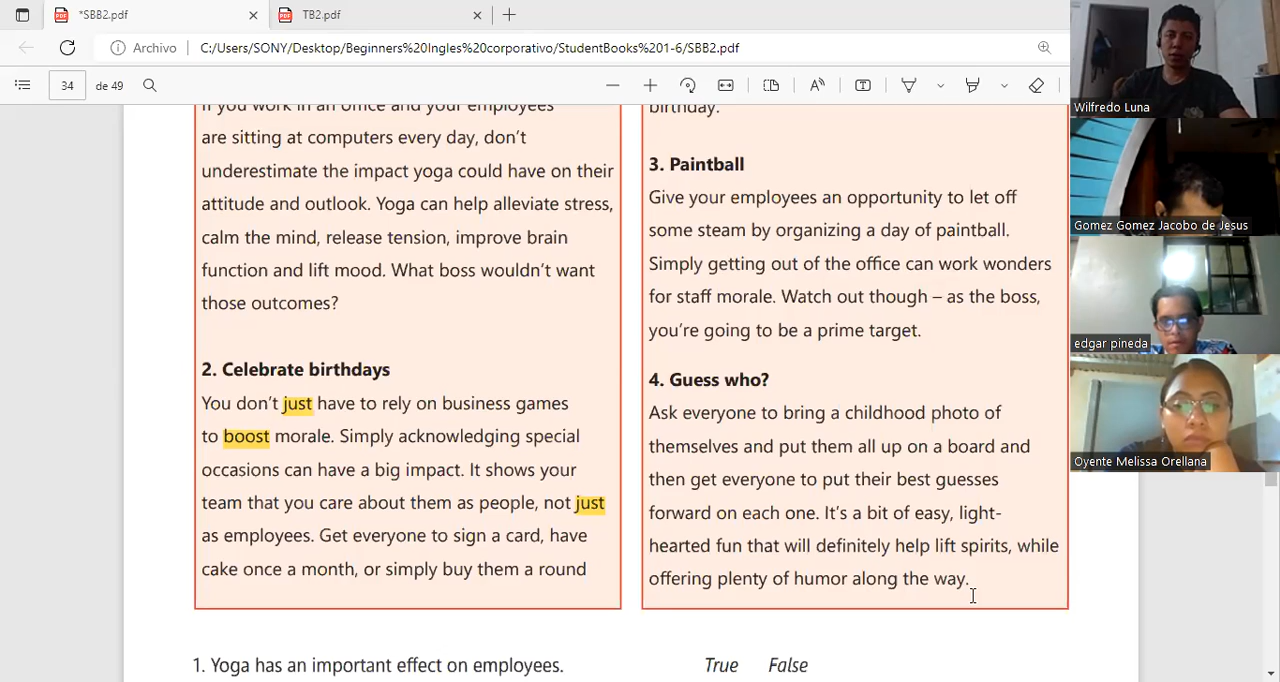 *SBB2.pdf
TB2.pdf
Archivo
C:/Users/SONY/Desktop/Beginners%20Ingles%20corporativo/StudentBooks%201-6/SBB2.pdf
34 de 49
If you work in an office and your employees
are sitting at computers every day, don't
underestimate the impact yoga could have on their
attitude and outlook. Yoga can help alleviate stress,
calm the mind, release tension, improve brain
function and lift mood. What boss wouldn't want
those outcomes?
2. Celebrate birthdays
You don't just have to rely on business games
to boost morale. Simply acknowledging special
occasions can have a big impact. It shows your
team that you care about them as people, not just
as employees. Get everyone to sign a card, have
cake once a month, or simply buy them a round
birthday.
3. Paintball
Give your employees an opportunity to let off
some steam by organizing a day of paintball.
Simply getting out of the office can work wonders
for staff morale. Watch out though – as the boss,
you're going to be a prime target.
4. Guess who?
Ask everyone to bring a childhood photo of
themselves and put them all up on a board and
then get everyone to put their best guesses
forward on each one. It's a bit of easy, light-
hearted fun that will definitely help lift spirits, while
offering plenty of humor along the way.
1. Yoga has an important effect on employees. True False
Wilfredo Luna
Gomez Gomez Jacobo de Jesus
edgar pineda
Oyente Melissa Orellana